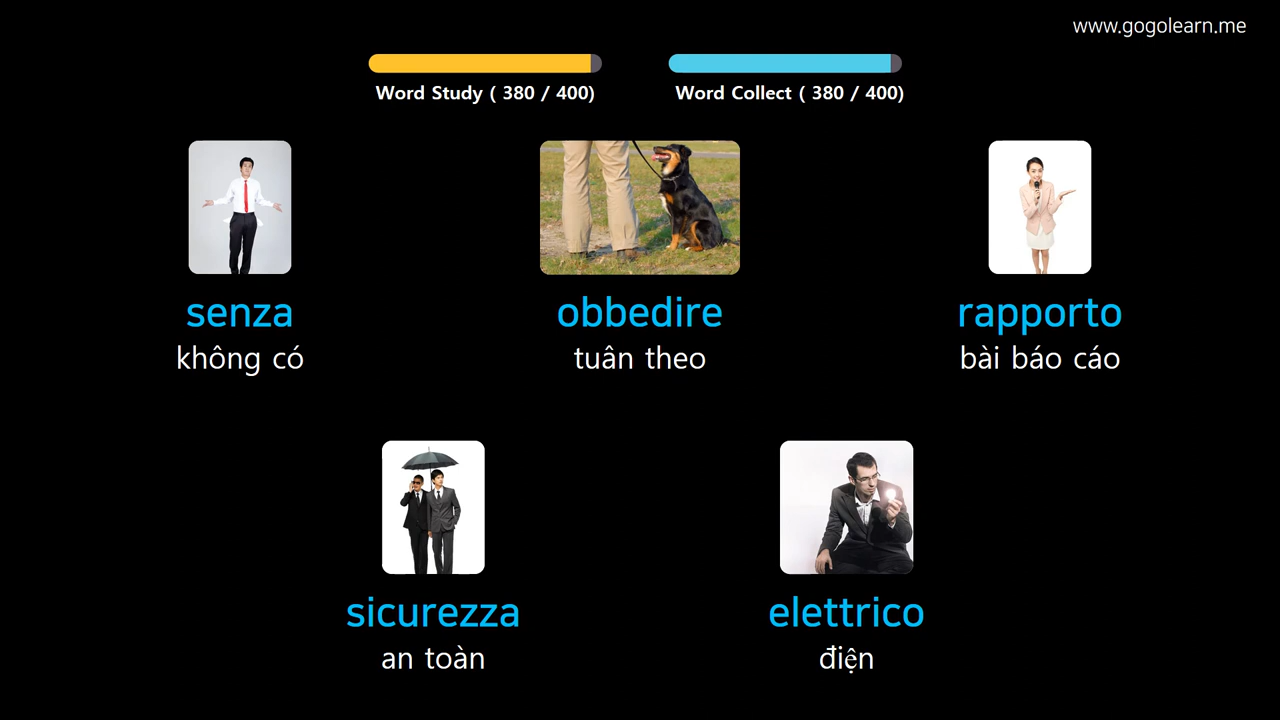 www.gogolearn.me
Word Study ( 380 / 400)
Word Collect ( 380 / 400)
senza
không có
obbedire
tuân theo
rapporto
bài báo cáo
sicurezza
an toàn
elettrico
điện